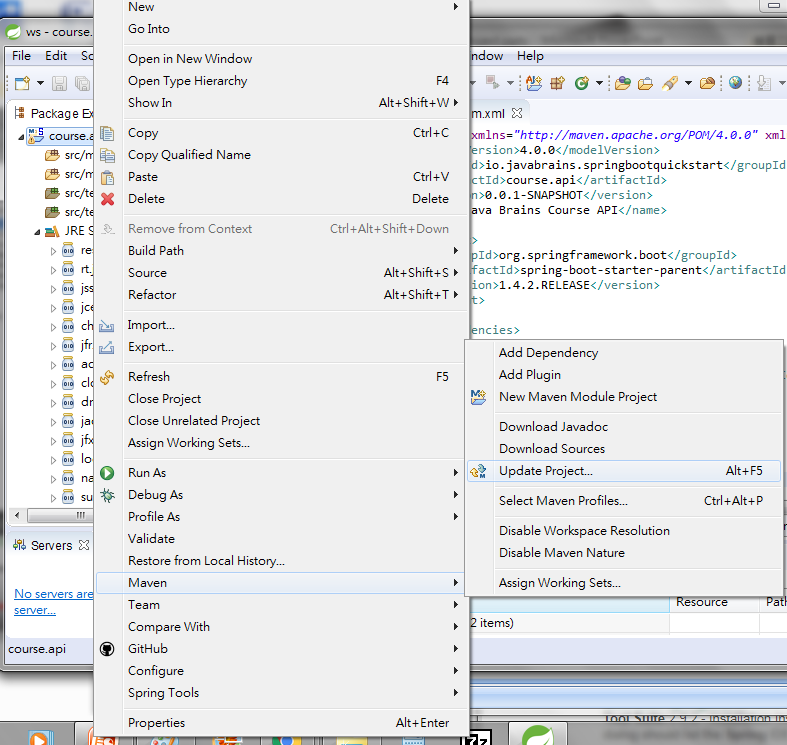 ws - course.
File Edit
ndow Help
Package Ex
course.a
src/m
src/m
src/te
src/te
JRE S
res
rt.
jss
jce
ch
jfr
ac
clo
dr
jac
jfx
loc
na
su
Servers
No servers are
server...
course.api
New
Go Into
Open in New Window
Open Type Hierarchy F4
Show In Alt+Shift+W
Copy Ctrl+C
Copy Qualified Name
Paste Ctrl+V
Delete Delete
Remove from Context Ctrl+Alt+Shift+Down
Build Path
Source Alt+Shift+S
Refactor Alt+Shift+T
Import...
Export...
Refresh F5
Close Project
Close Unrelated Project
Assign Working Sets...
Run As
Debug As
Profile As
Validate
Restore from Local History...
Maven
Team
Compare With
GitHub
Configure
Spring Tools
Properties Alt+Enter
m.xml
xmlns="http://maven.apache.org/POM/4.0.0" xml
Version>4.0.0</modelVersion>
Id>io.javabrains.springbootquickstart</groupId
actId>course.api</artifactId>
on>0.0.1-SNAPSHOT</version>
ava Brains Course API</name>
pId>org.springframework.boot</groupId>
factId>spring-boot-starter-parent</artifactId
ion>1.4.2.RELEASE</version>
t>
encies>
Add Dependency
Add Plugin
New Maven Module Project
Download Javadoc
Download Sources
Update Project... Alt+F5
Select Maven Profiles... Ctrl+Alt+P
Disable Workspace Resolution
Disable Maven Nature
Assign Working Sets...
Resource Path
2 items)